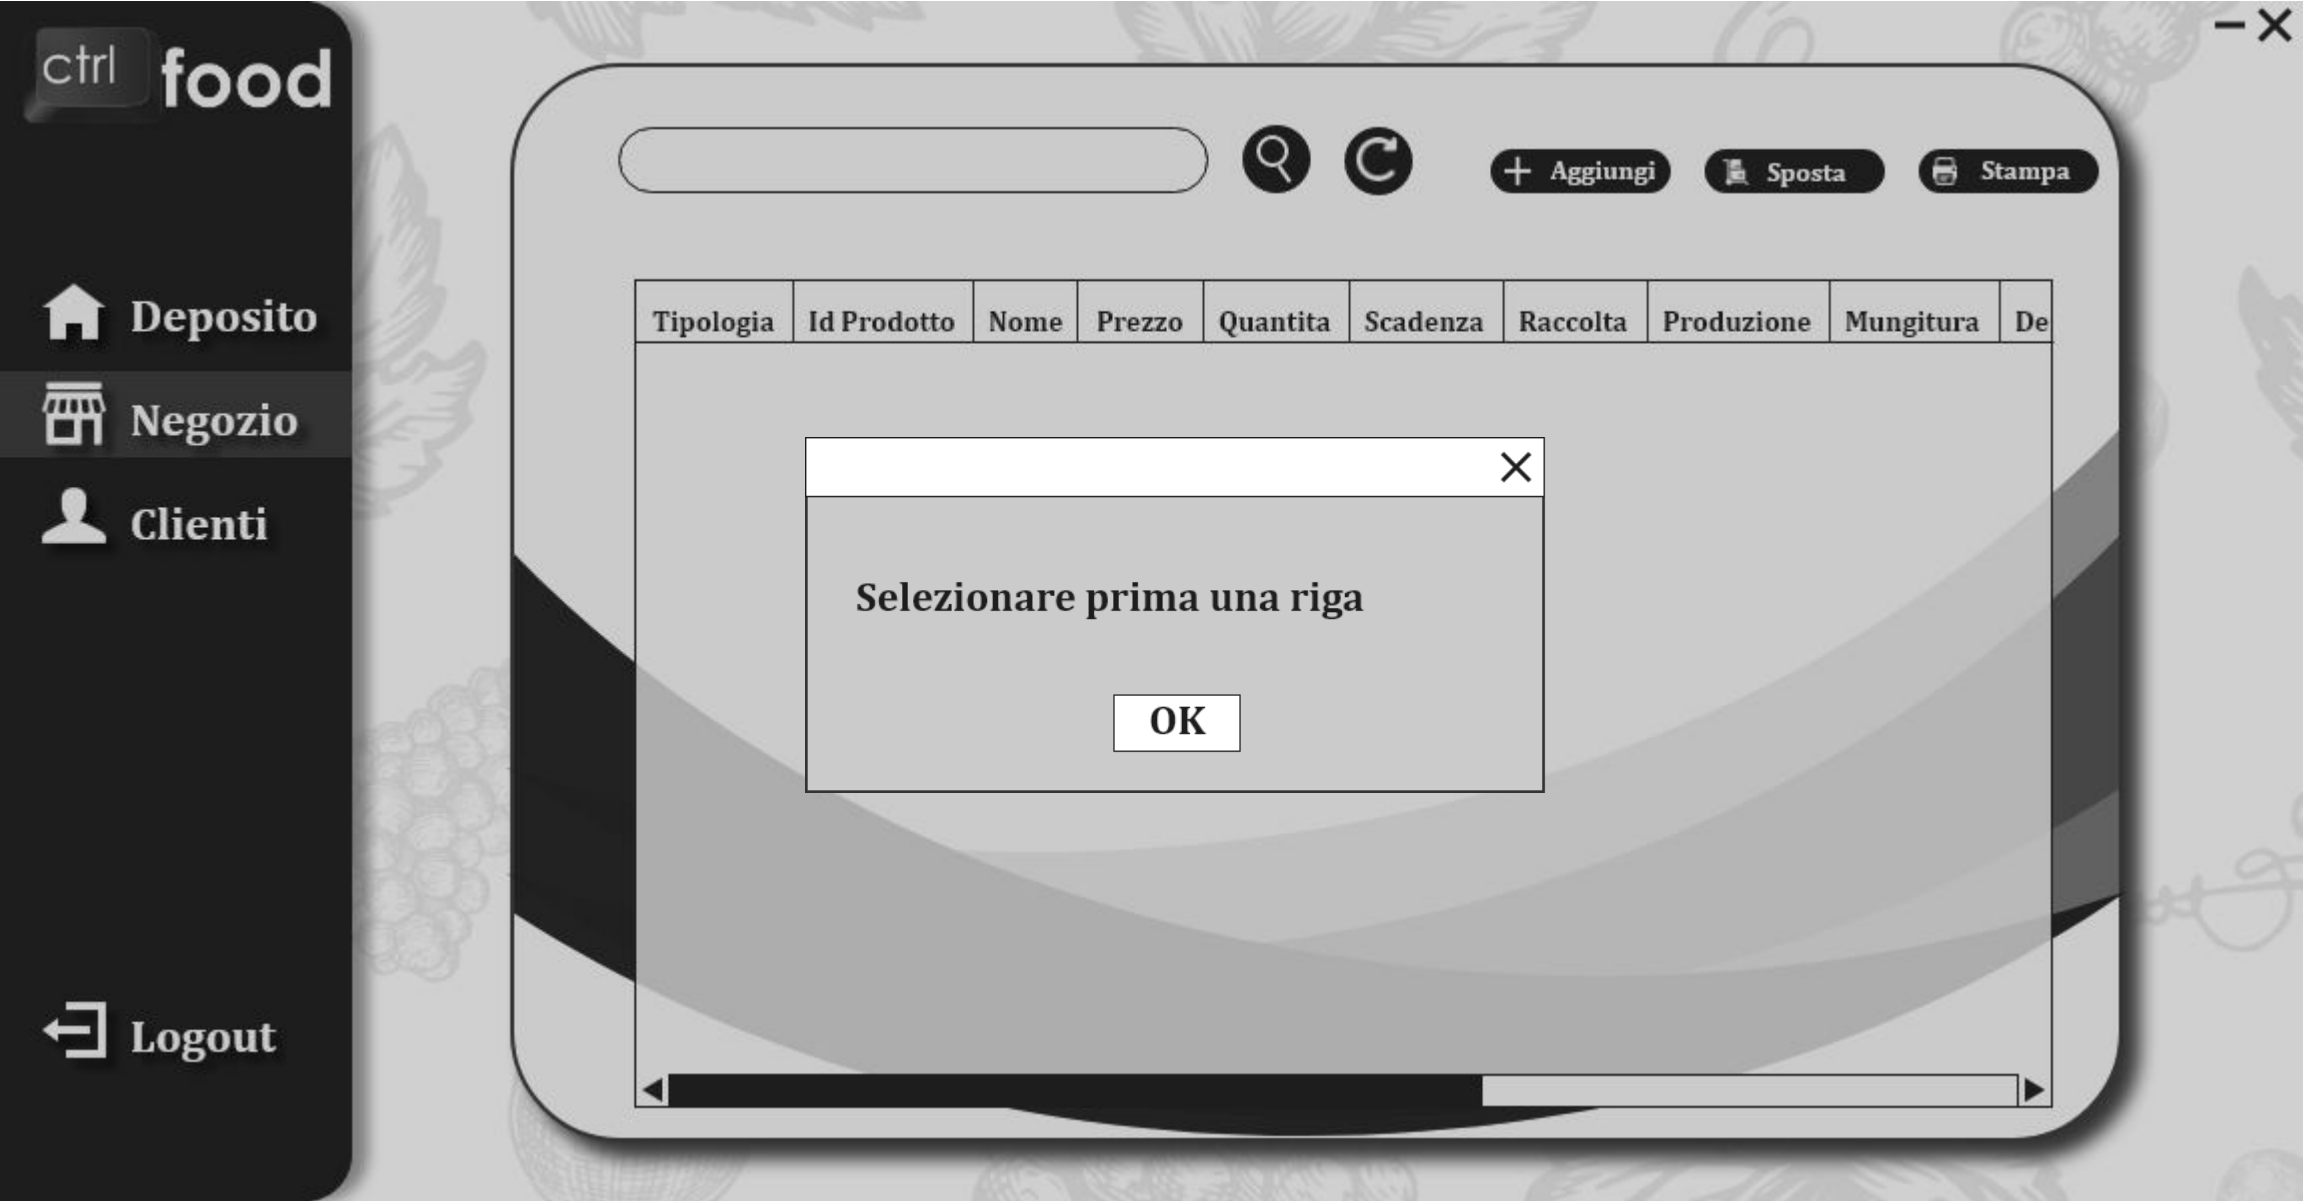 ctrl food
Aggiungi Sposta Stampa
Tipologia Id Prodotto Nome Prezzo Quantita Scadenza Raccolta Produzione Mungitura De
Deposito
Negozio
Clienti
Selezionare prima una riga
OK
Logout